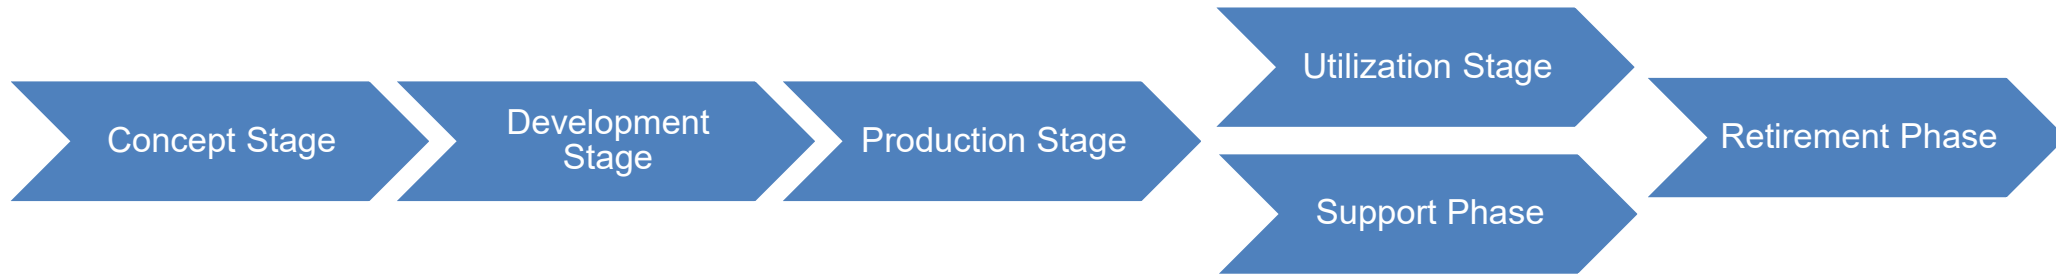 Concept Stage
Development
Stage
Production Stage
Utilization Stage
Support Phase
Retirement Phase